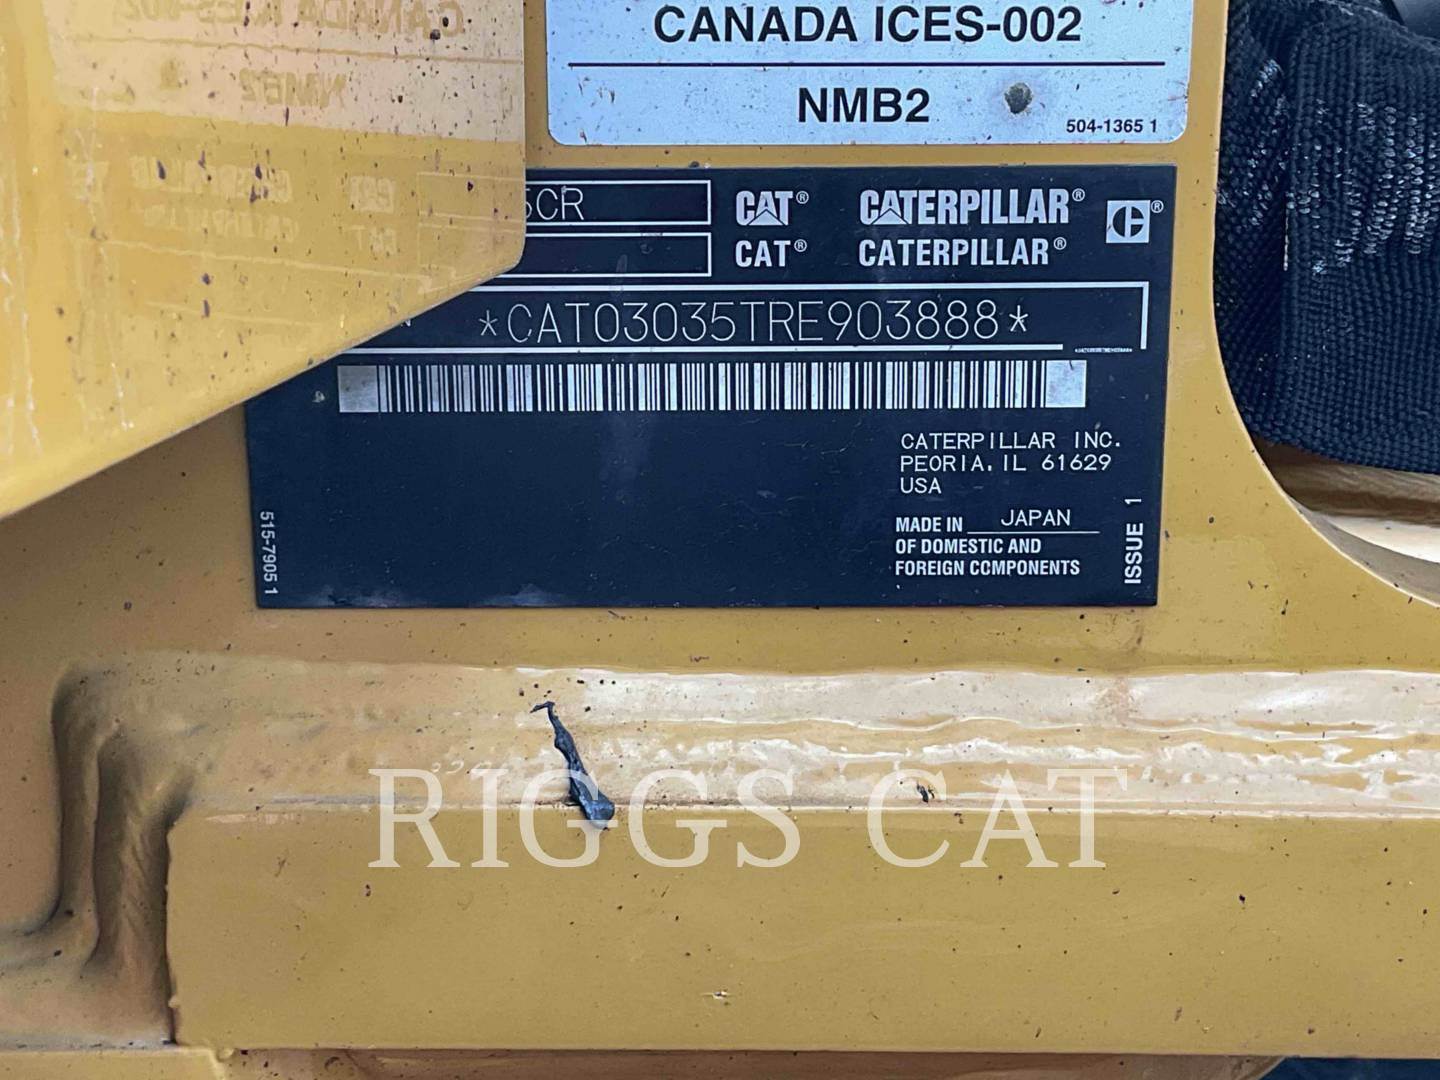 CANADA ICES-002
NMB2
504-1365 1
5CR
CAT® CATERPILLAR®
CAT® CATERPILLAR®
*CAT03035TRE903888*
CATERPILLAR INC.
PEORIA, IL 61629
USA
MADE IN JAPAN
OF DOMESTIC AND
FOREIGN COMPONENTS
ISSUE 1
515-7905 1
RIGGS CAT